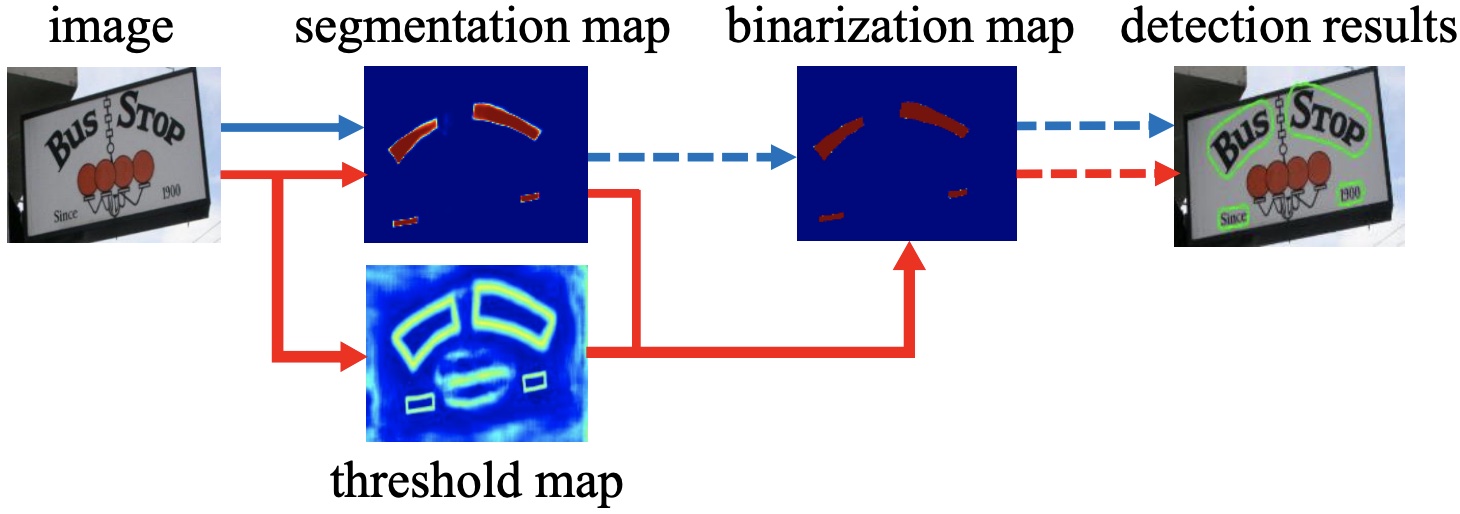 image segmentation map binarization map detection results
BUS STOP
Since 1900
BUS STOP
Since 1900
threshold map